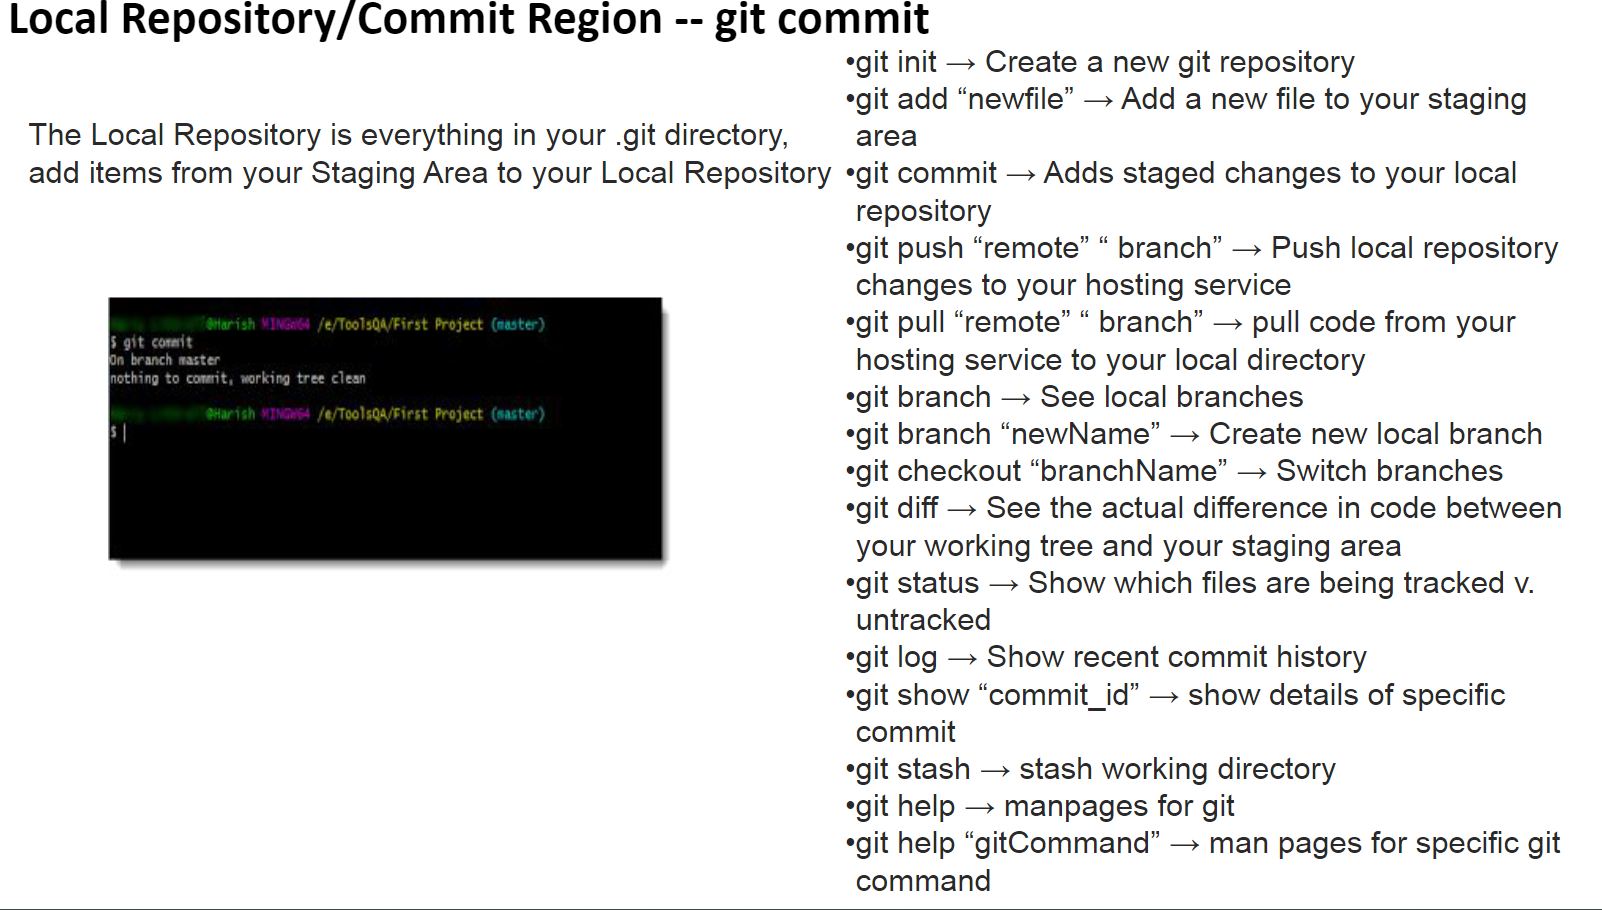 Local Repository/Commit Region -- git commit
The Local Repository is everything in your .git directory,
add items from your Staging Area to your Local Repository
@Harish MINGW64 /e/ToolsQA/First Project (master)
$ git commit
On branch master
nothing to commit, working tree clean
@Harish MINGW64 /e/ToolsQA/First Project (master)
$
•git init → Create a new git repository
•git add “newfile” → Add a new file to your staging
area
•git commit → Adds staged changes to your local
repository
•git push “remote” “ branch” → Push local repository
changes to your hosting service
•git pull “remote” “ branch” → pull code from your
hosting service to your local directory
•git branch → See local branches
•git branch “newName” → Create new local branch
•git checkout “branchName” → Switch branches
•git diff → See the actual difference in code between
your working tree and your staging area
•git status → Show which files are being tracked v.
untracked
•git log → Show recent commit history
•git show “commit_id” → show details of specific
commit
•git stash → stash working directory
•git help → manpages for git
•git help “gitCommand” → man pages for specific git
command